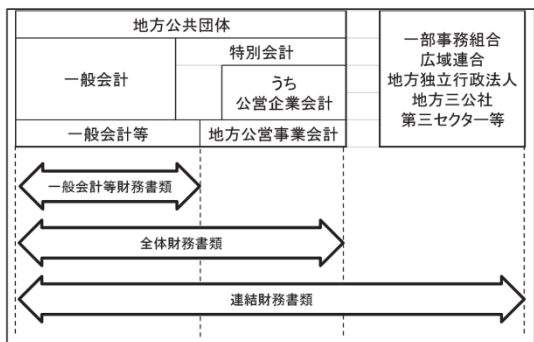 地方公共団体
一般会計
特別会計
うち
公営企業会計
一般会計等
地方公営事業会計
一部事務組合
広域連合
地方独立行政法人
地方三公社
第三セクター等
一般会計等財務書類
全体財務書類
連結財務書類